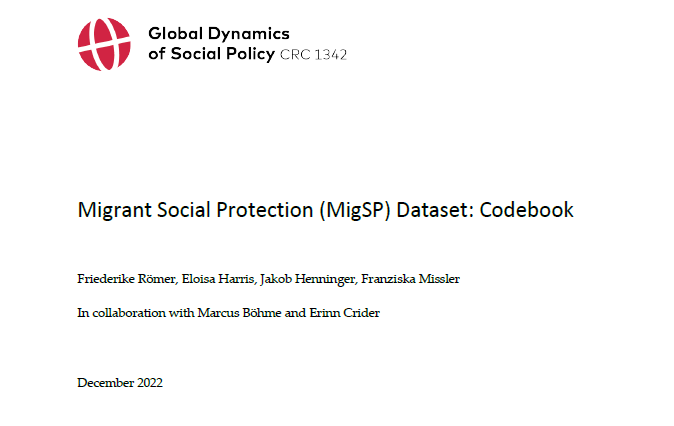 Global Dynamics
of Social Policy CRC 1342
Migrant Social Protection (MigSP) Dataset: Codebook
Friederike Römer, Eloisa Harris, Jakob Henninger, Franziska Missler
In collaboration with Marcus Böhme and Erinn Crider
December 2022